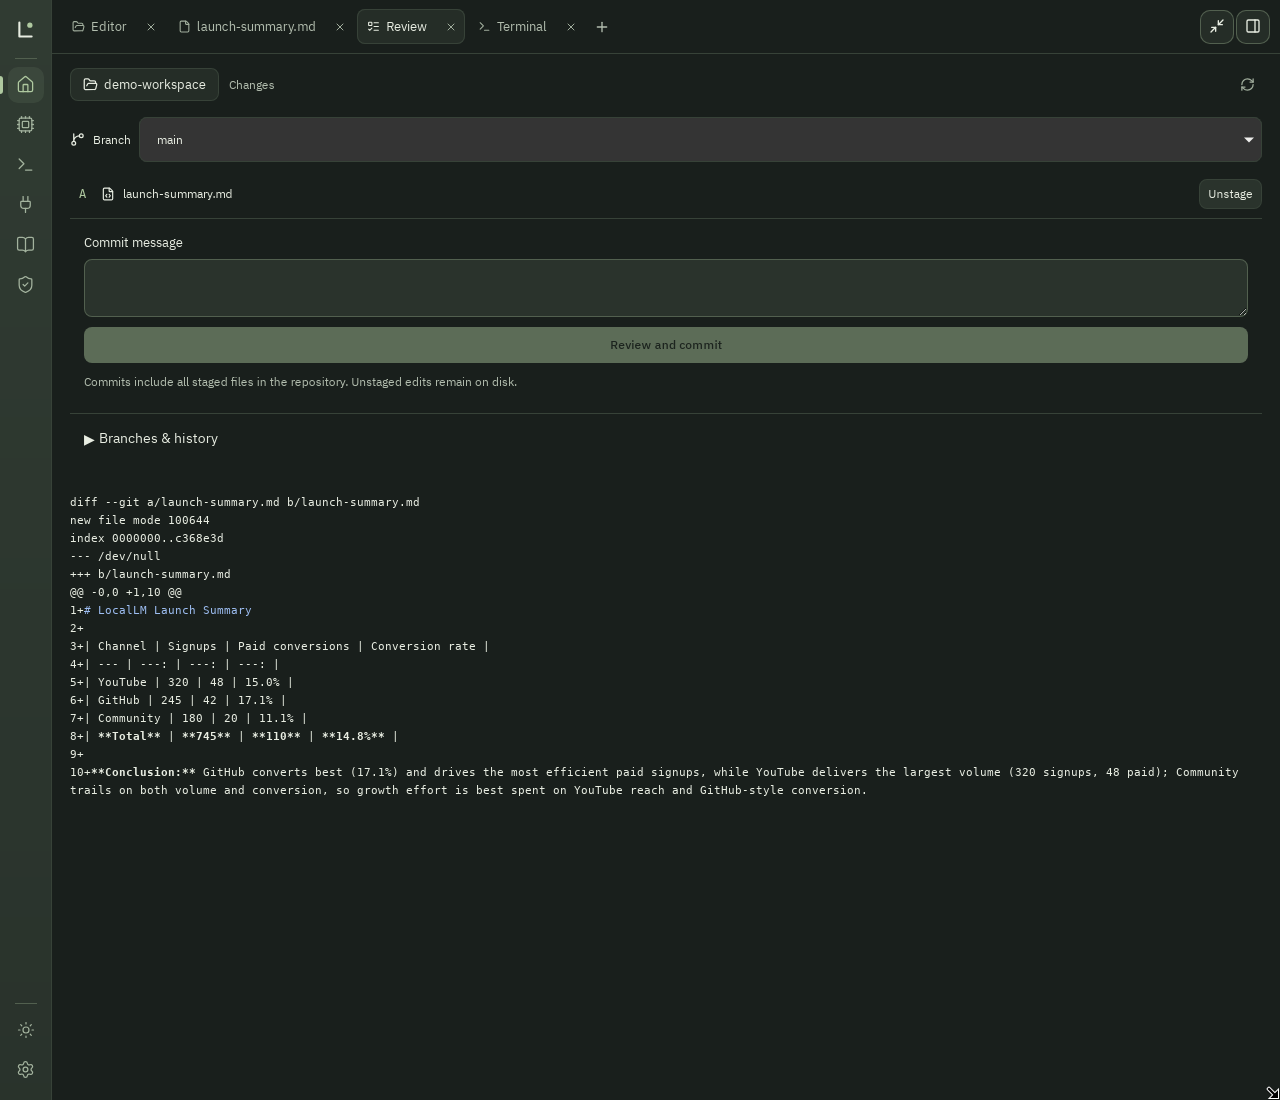 Editor
launch-summary.md
Review
Terminal
demo-workspace
Changes
Branch
main
A
launch-summary.md
Unstage
Commit message
Review and commit
Commits include all staged files in the repository. Unstaged edits remain on disk.
▶ Branches & history
diff --git a/launch-summary.md b/launch-summary.md
new file mode 100644
index 0000000..c368e3d
--- /dev/null
+++ b/launch-summary.md
@@ -0,0 +1,10 @@
1+# LocalLM Launch Summary
2+
3+| Channel | Signups | Paid conversions | Conversion rate |
4+| --- | ---: | ---: | ---: |
5+| YouTube | 320 | 48 | 15.0% |
6+| GitHub | 245 | 42 | 17.1% |
7+| Community | 180 | 20 | 11.1% |
8+| **Total** | **745** | **110** | **14.8%** |
9+
10+**Conclusion:** GitHub converts best (17.1%) and drives the most efficient paid signups, while YouTube delivers the largest volume (320 signups, 48 paid); Community
trails on both volume and conversion, so growth effort is best spent on YouTube reach and GitHub-style conversion.